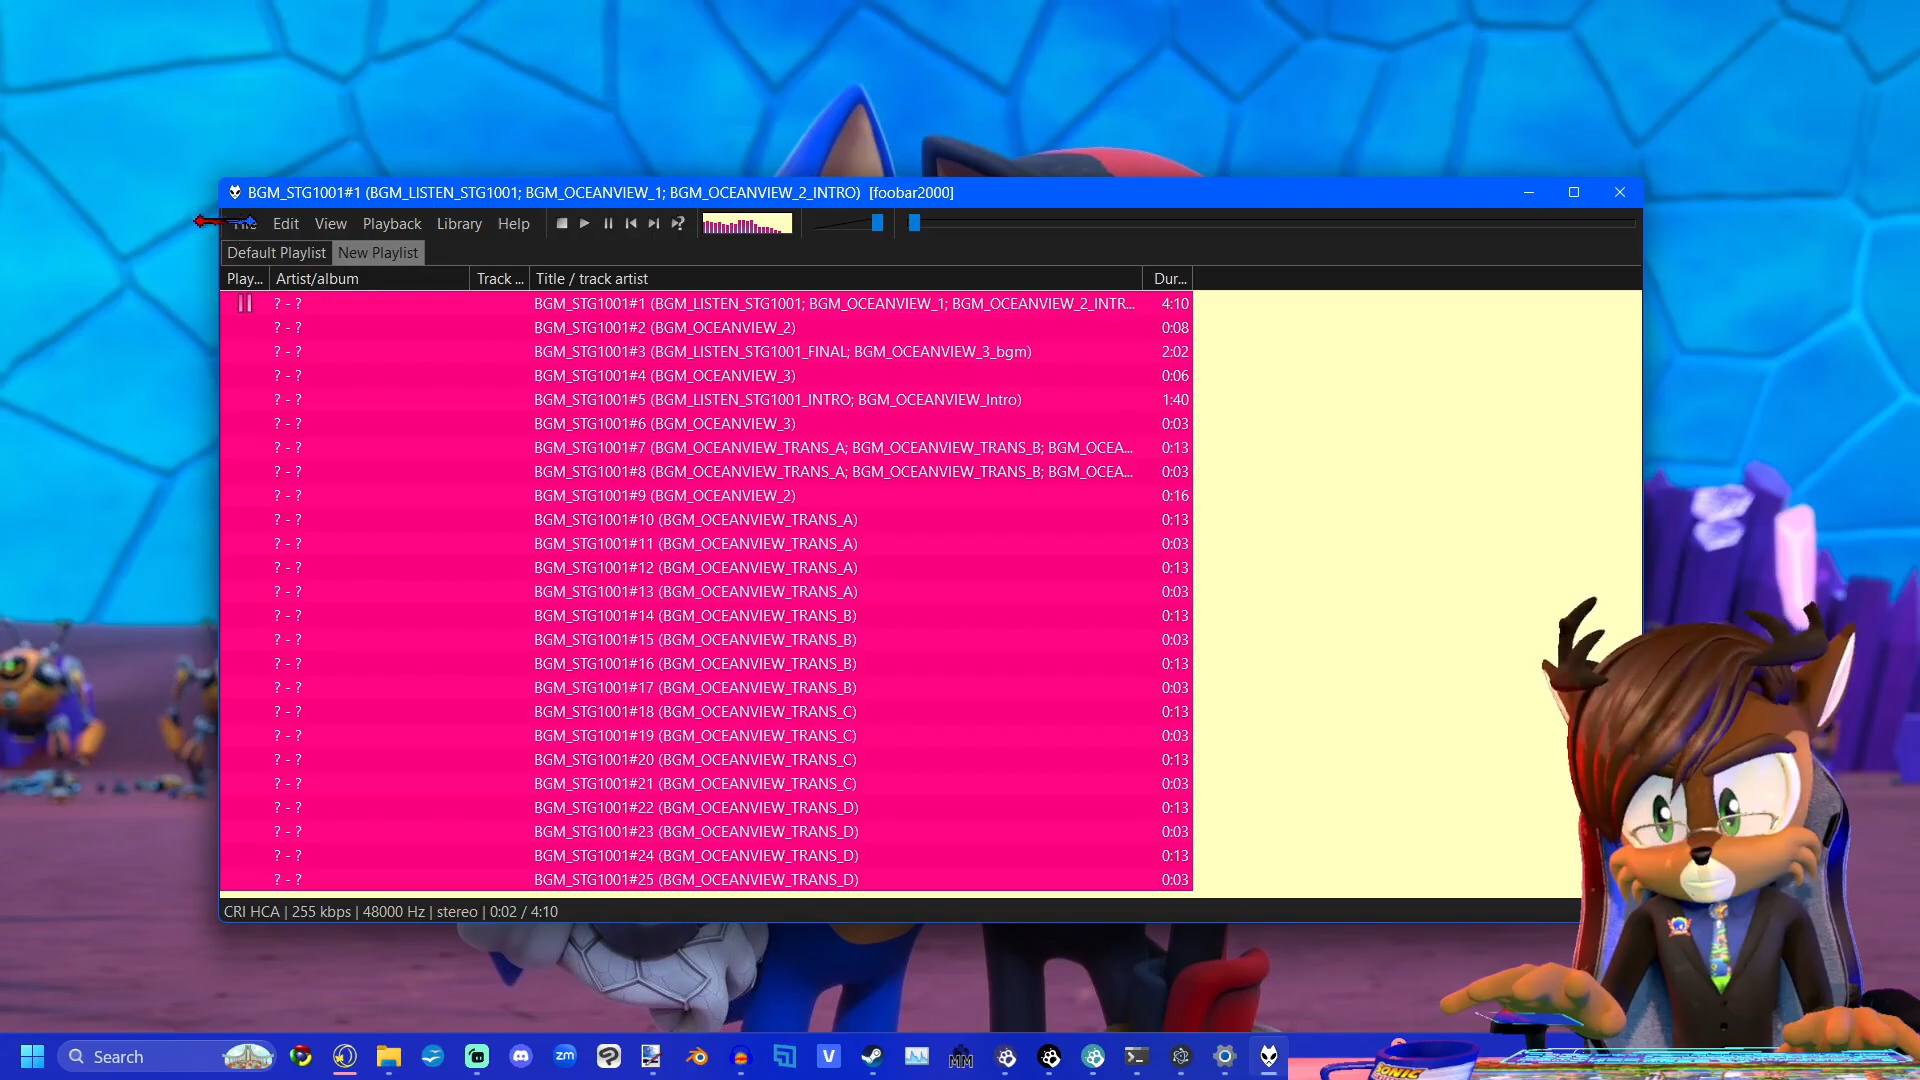 BGM_STG1001#1 (BGM_LISTEN_STG1001; BGM_OCEANVIEW_1; BGM_OCEANVIEW_2_INTRO) [foobar2000]
File Edit View Playback Library Help
Default Playlist New Playlist
Play... Artist/album Track ... Title / track artist Dur...
? - ? BGM_STG1001#1 (BGM_LISTEN_STG1001; BGM_OCEANVIEW_1; BGM_OCEANVIEW_2_INTR... 4:10
? - ? BGM_STG1001#2 (BGM_OCEANVIEW_2) 0:08
? - ? BGM_STG1001#3 (BGM_LISTEN_STG1001_FINAL; BGM_OCEANVIEW_3_bgm) 2:02
? - ? BGM_STG1001#4 (BGM_OCEANVIEW_3) 0:06
? - ? BGM_STG1001#5 (BGM_LISTEN_STG1001_INTRO; BGM_OCEANVIEW_Intro) 1:40
? - ? BGM_STG1001#6 (BGM_OCEANVIEW_3) 0:03
? - ? BGM_STG1001#7 (BGM_OCEANVIEW_TRANS_A; BGM_OCEANVIEW_TRANS_B; BGM_OCEA... 0:13
? - ? BGM_STG1001#8 (BGM_OCEANVIEW_TRANS_A; BGM_OCEANVIEW_TRANS_B; BGM_OCEA... 0:03
? - ? BGM_STG1001#9 (BGM_OCEANVIEW_2) 0:16
? - ? BGM_STG1001#10 (BGM_OCEANVIEW_TRANS_A) 0:13
? - ? BGM_STG1001#11 (BGM_OCEANVIEW_TRANS_A) 0:03
? - ? BGM_STG1001#12 (BGM_OCEANVIEW_TRANS_A) 0:13
? - ? BGM_STG1001#13 (BGM_OCEANVIEW_TRANS_A) 0:03
? - ? BGM_STG1001#14 (BGM_OCEANVIEW_TRANS_B) 0:13
? - ? BGM_STG1001#15 (BGM_OCEANVIEW_TRANS_B) 0:03
? - ? BGM_STG1001#16 (BGM_OCEANVIEW_TRANS_B) 0:13
? - ? BGM_STG1001#17 (BGM_OCEANVIEW_TRANS_B) 0:03
? - ? BGM_STG1001#18 (BGM_OCEANVIEW_TRANS_C) 0:13
? - ? BGM_STG1001#19 (BGM_OCEANVIEW_TRANS_C) 0:03
? - ? BGM_STG1001#20 (BGM_OCEANVIEW_TRANS_C) 0:13
? - ? BGM_STG1001#21 (BGM_OCEANVIEW_TRANS_C) 0:03
? - ? BGM_STG1001#22 (BGM_OCEANVIEW_TRANS_D) 0:13
? - ? BGM_STG1001#23 (BGM_OCEANVIEW_TRANS_D) 0:03
? - ? BGM_STG1001#24 (BGM_OCEANVIEW_TRANS_D) 0:13
? - ? BGM_STG1001#25 (BGM_OCEANVIEW_TRANS_D) 0:03
CRI HCA | 255 kbps | 48000 Hz | stereo | 0:02 / 4:10
Search
zm
V
MM
SONIC